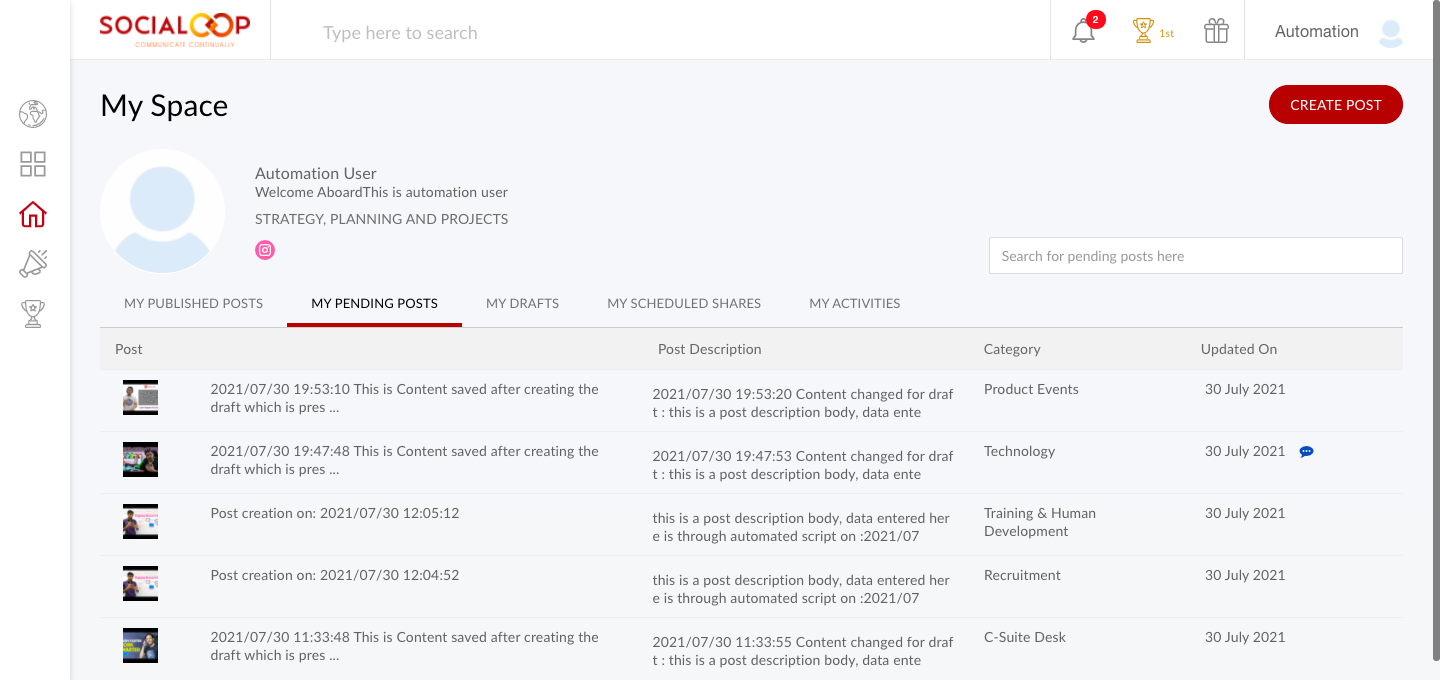 SOCIALOOP
COMMUNICATE CONTINUALLY
Type here to search
2
1st
Automation
My Space
CREATE POST
Automation User
Welcome AboardThis is automation user
STRATEGY, PLANNING AND PROJECTS
Search for pending posts here
MY PUBLISHED POSTS
MY PENDING POSTS
MY DRAFTS
MY SCHEDULED SHARES
MY ACTIVITIES
Post
Post Description
Category
Updated On
2021/07/30 19:53:10 This is Content saved after creating the
draft which is pres ...
2021/07/30 19:53:20 Content changed for draf
t : this is a post description body, data ente
Product Events
30 July 2021
2021/07/30 19:47:48 This is Content saved after creating the
draft which is pres ...
2021/07/30 19:47:53 Content changed for draf
t : this is a post description body, data ente
Technology
30 July 2021
Post creation on: 2021/07/30 12:05:12
this is a post description body, data entered her
e is through automated script on :2021/07
Training & Human
Development
30 July 2021
Post creation on: 2021/07/30 12:04:52
this is a post description body, data entered her
e is through automated script on :2021/07
Recruitment
30 July 2021
2021/07/30 11:33:48 This is Content saved after creating the
draft which is pres ...
2021/07/30 11:33:55 Content changed for draf
t : this is a post description body, data ente
C-Suite Desk
30 July 2021